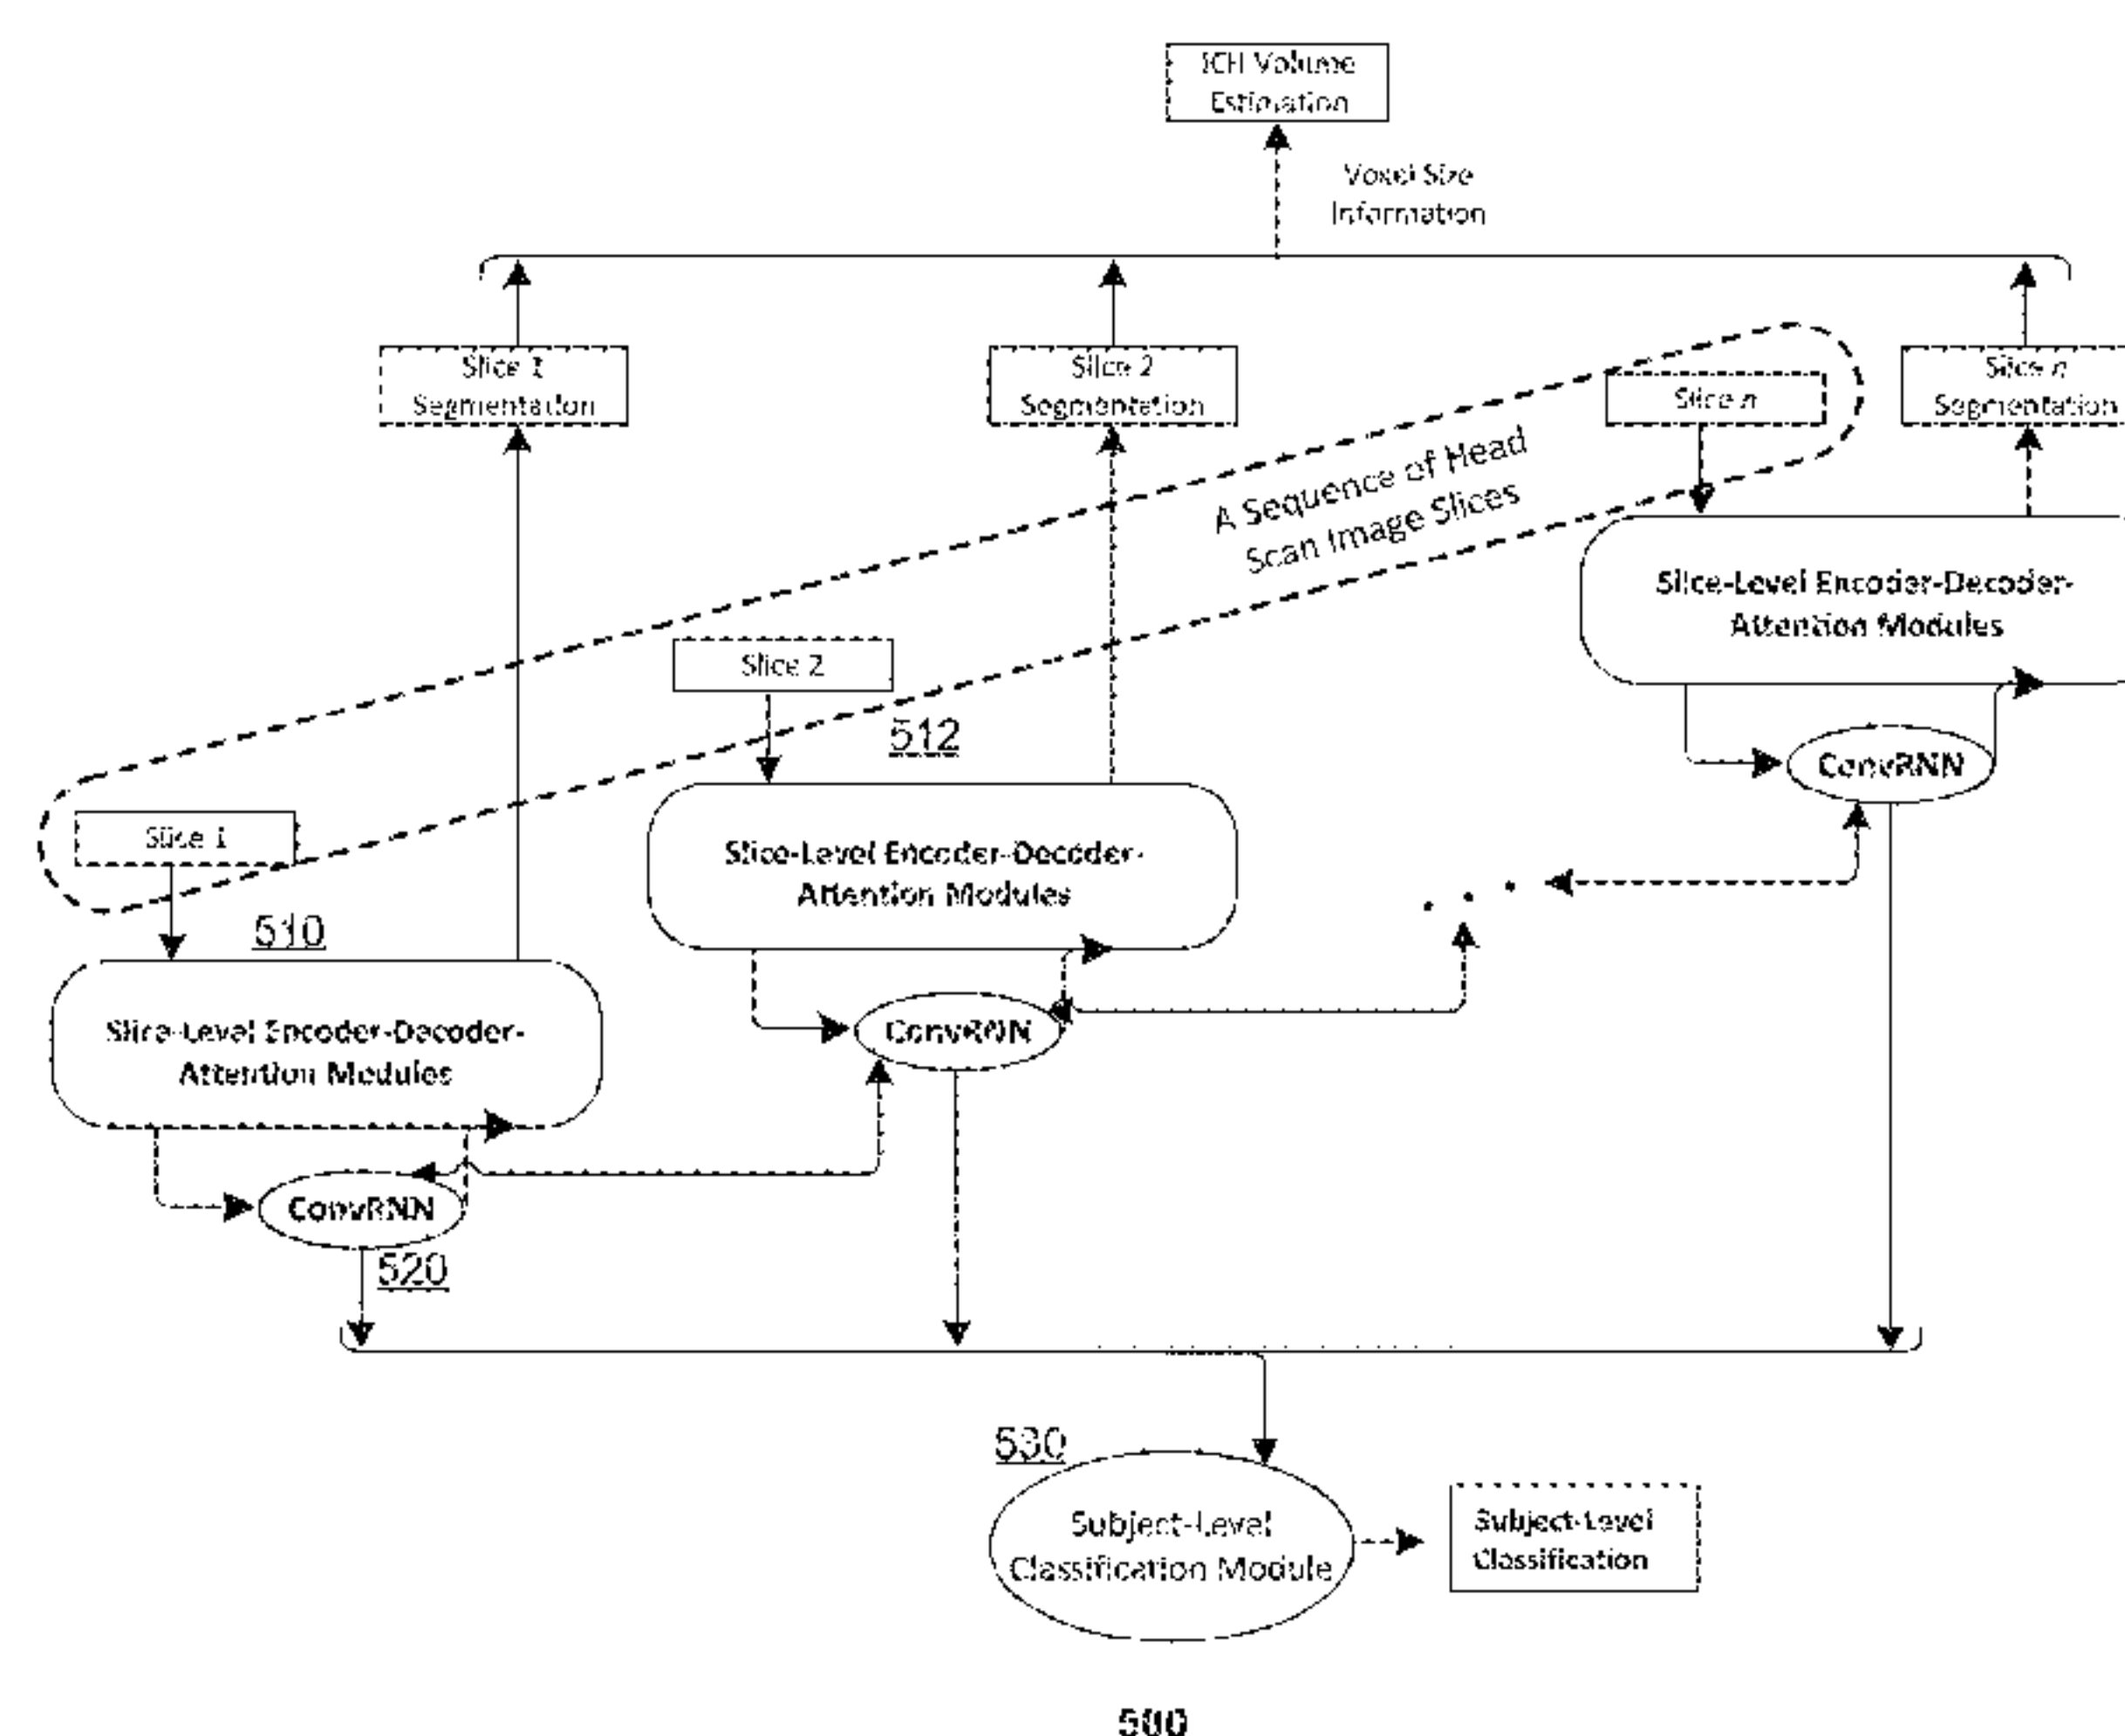 ICH Volume
Estimation
Voxel Size
Information
Slice 1
Segmentation
Slice 2
Segmentation
Slice n
Slice n
Segmentation
A Sequence of Head
Scan Image Slices
Slice-Level Encoder-Decoder-
Attention Modules
Slice 2
512
ConvRNN
Slice 1
Slice-Level Encoder-Decoder-
Attention Modules
510
Slice-Level Encoder-Decoder-
Attention Modules
ConvRNN
ConvRNN
520
530
Subject-Level
Classification Module
Subject-Level
Classification
500